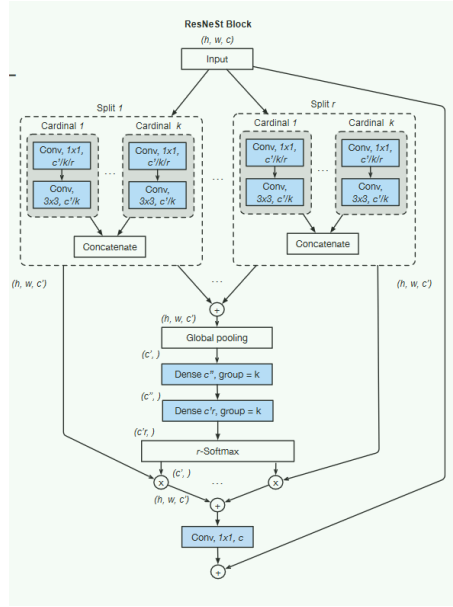 ResNeSt Block
(h, w, c)
Input
Split 1
Split r
Cardinal 1
Cardinal k
Cardinal 1
Cardinal k
Conv, 1x1,
c'/k/r
Conv, 1x1,
c'/k/r
Conv, 1x1,
c'/k/r
Conv, 1x1,
c'/k/r
...
...
...
Conv,
3x3, c'/k
Conv,
3x3, c'/k
Conv,
3x3, c'/k
Conv,
3x3, c'/k
Concatenate
Concatenate
(h, w, c')
(h, w, c')
...
+
(h, w, c')
Global pooling
(c', )
Dense c'', group = k
(c'', )
Dense c'r, group = k
(c'r, )
r-Softmax
(c', )
x
...
x
(h, w, c')
+
Conv, 1x1, c
+